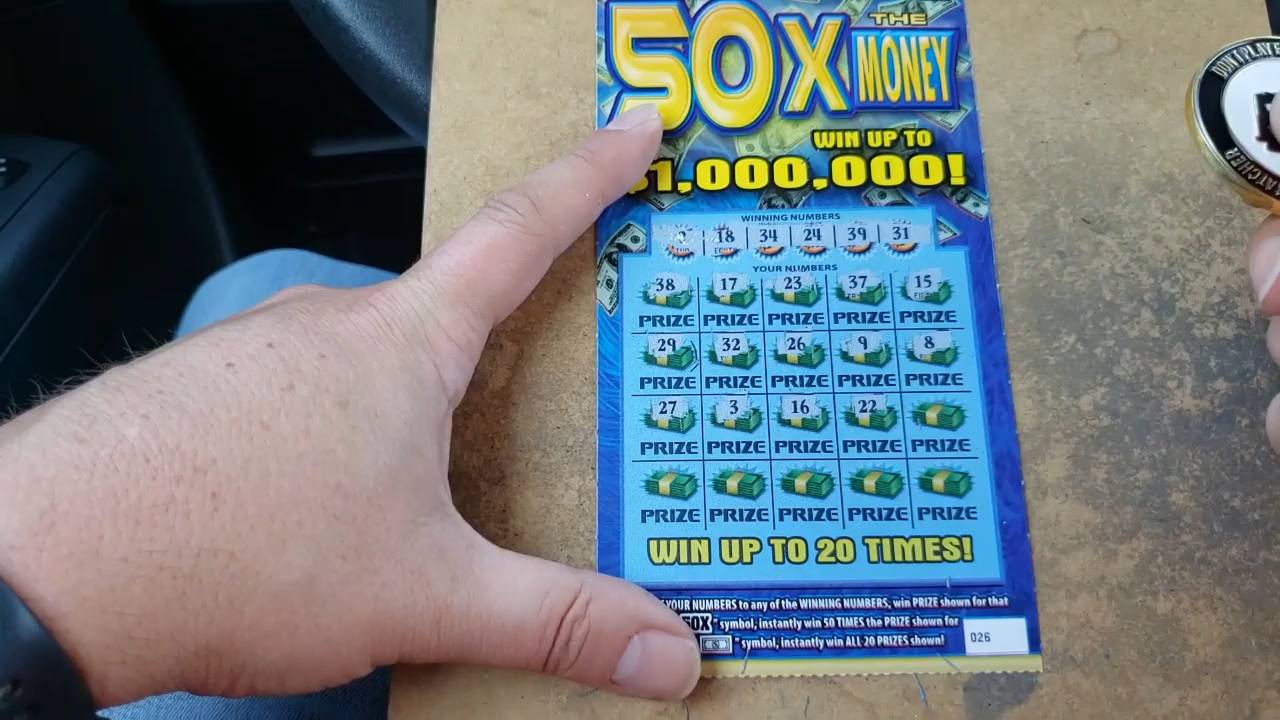 50X THE MONEY
WIN UP TO
$1,000,000!
WINNING NUMBERS
18 34 24 39 31
YOUR NUMBERS
38 17 23 37 15
PRIZE PRIZE PRIZE PRIZE PRIZE
29 32 26 9 8
PRIZE PRIZE PRIZE PRIZE PRIZE
27 3 16 22
PRIZE PRIZE PRIZE PRIZE PRIZE
PRIZE PRIZE PRIZE PRIZE PRIZE
WIN UP TO 20 TIMES!
YOUR NUMBERS to any of the WINNING NUMBERS, win PRIZE shown for that
50X" symbol, instantly win 50 TIMES the PRIZE shown for
" symbol, instantly win ALL 20 PRIZES shown!
026